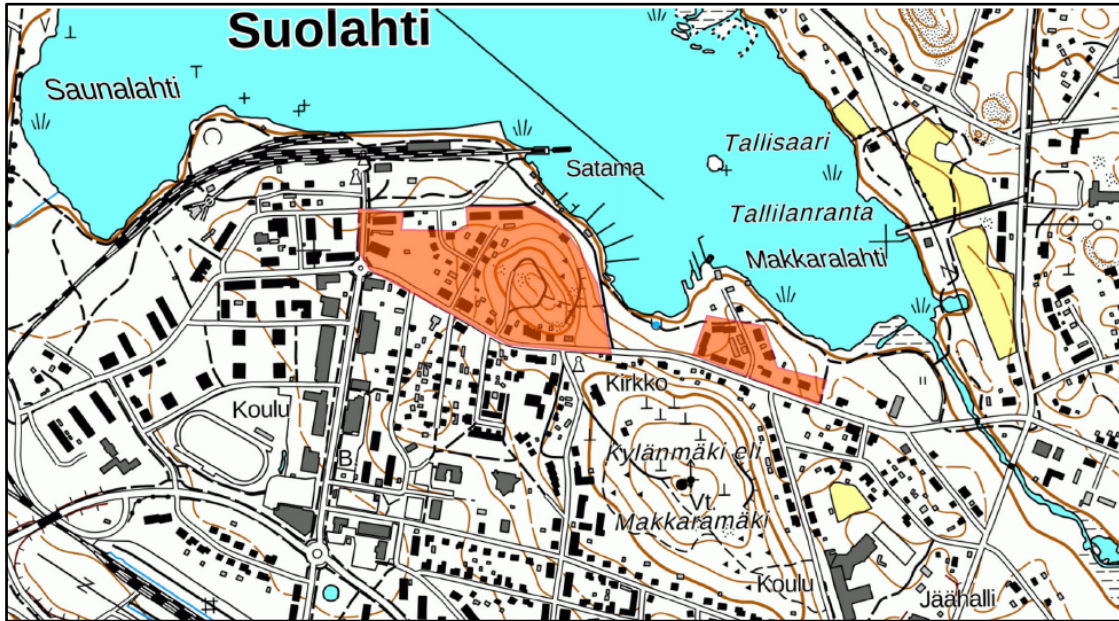 Suolahti
Saunalahti
Tallisaari
Satama
Tallilanranta
Makkaralahti
Kirkko
Koulu
Kylänmäki eli
B
Vt.
Makkaramäki
Koulu
Jäähalli